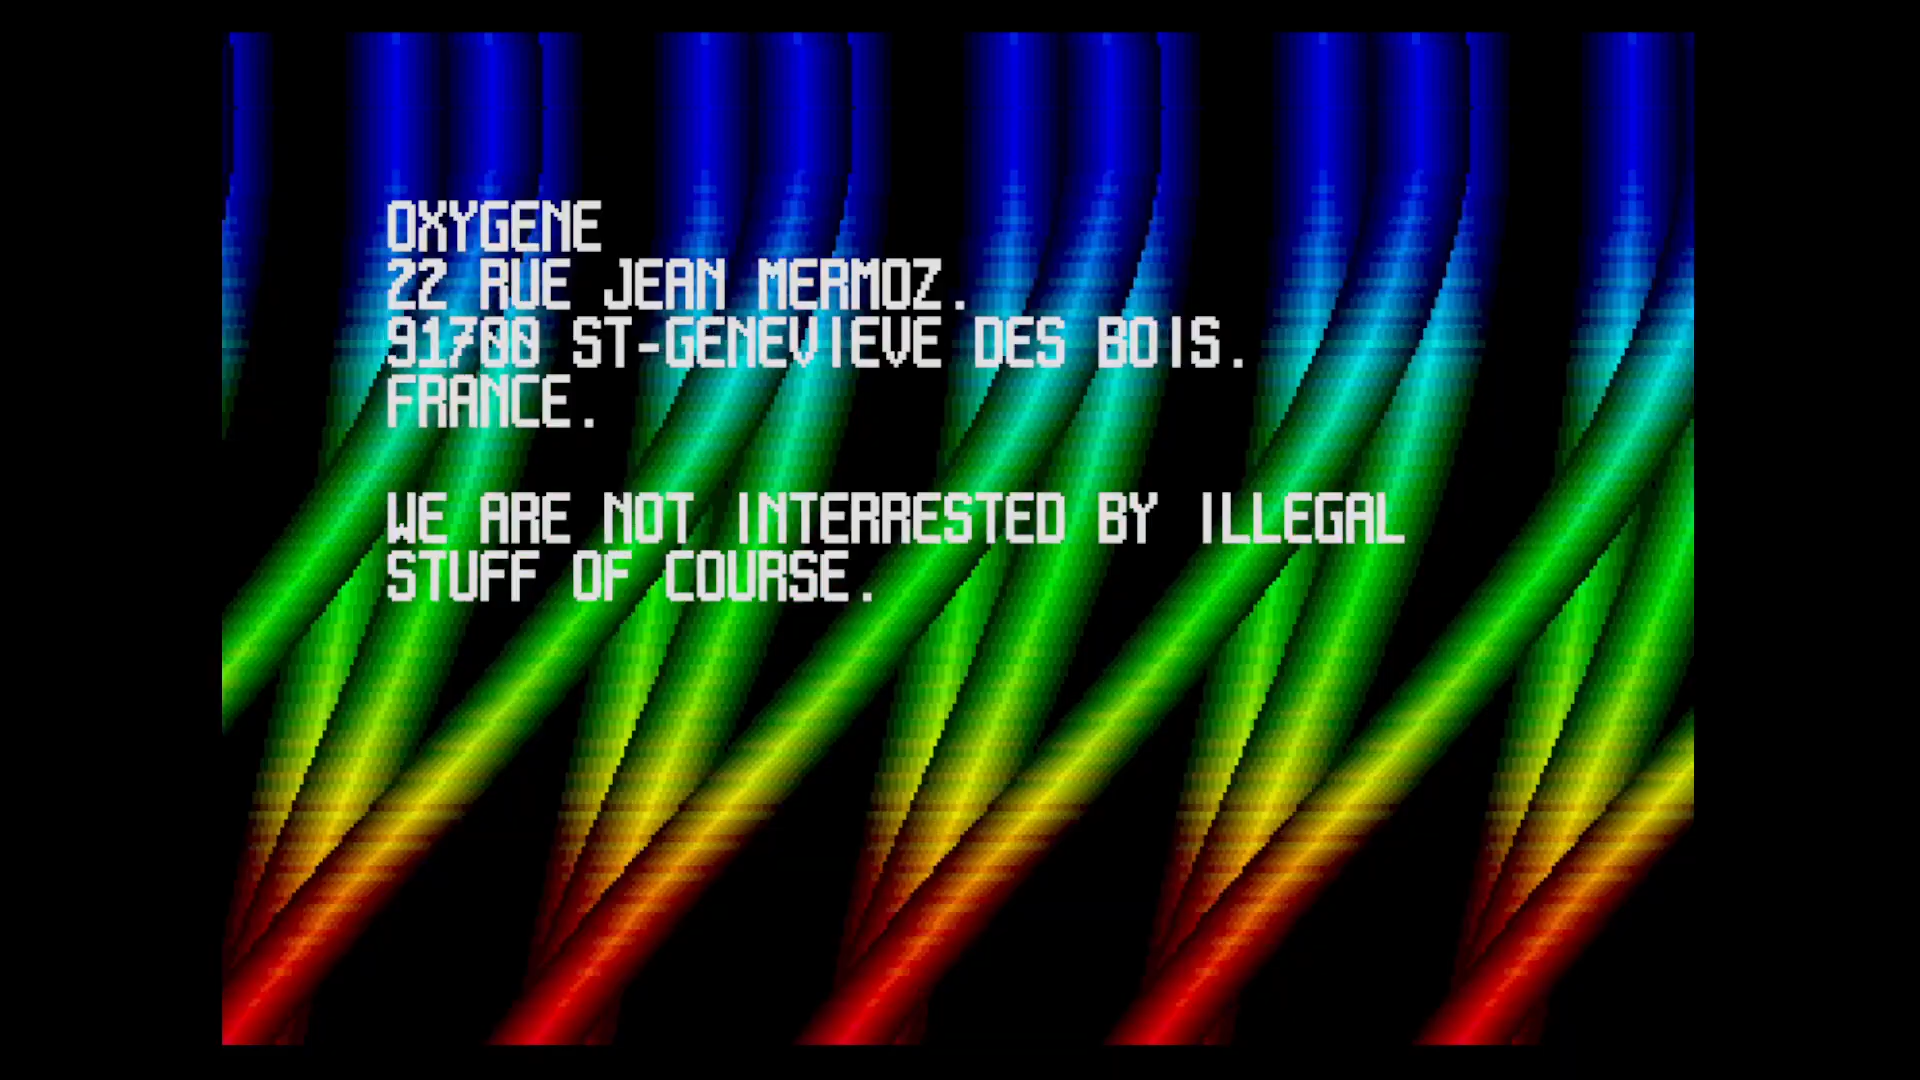 OXYGENE
22 RUE JEAN MERMOZ.
91700 ST-GENEVIEVE DES BOIS.
FRANCE.
WE ARE NOT INTERRESTED BY ILLEGAL
STUFF OF COURSE.